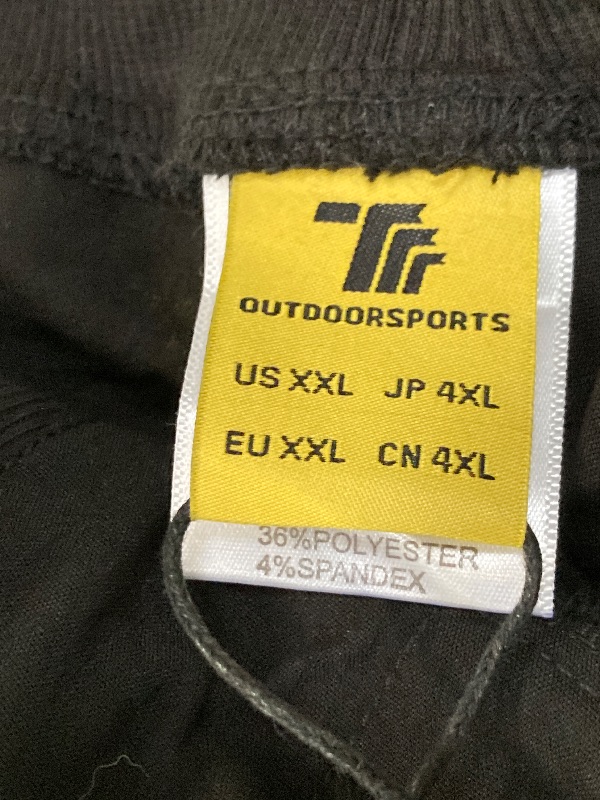 OUTDOORSPORTS
US XXL JP 4XL
EU XXL CN 4XL
36%POLYESTER
4%SPANDEX